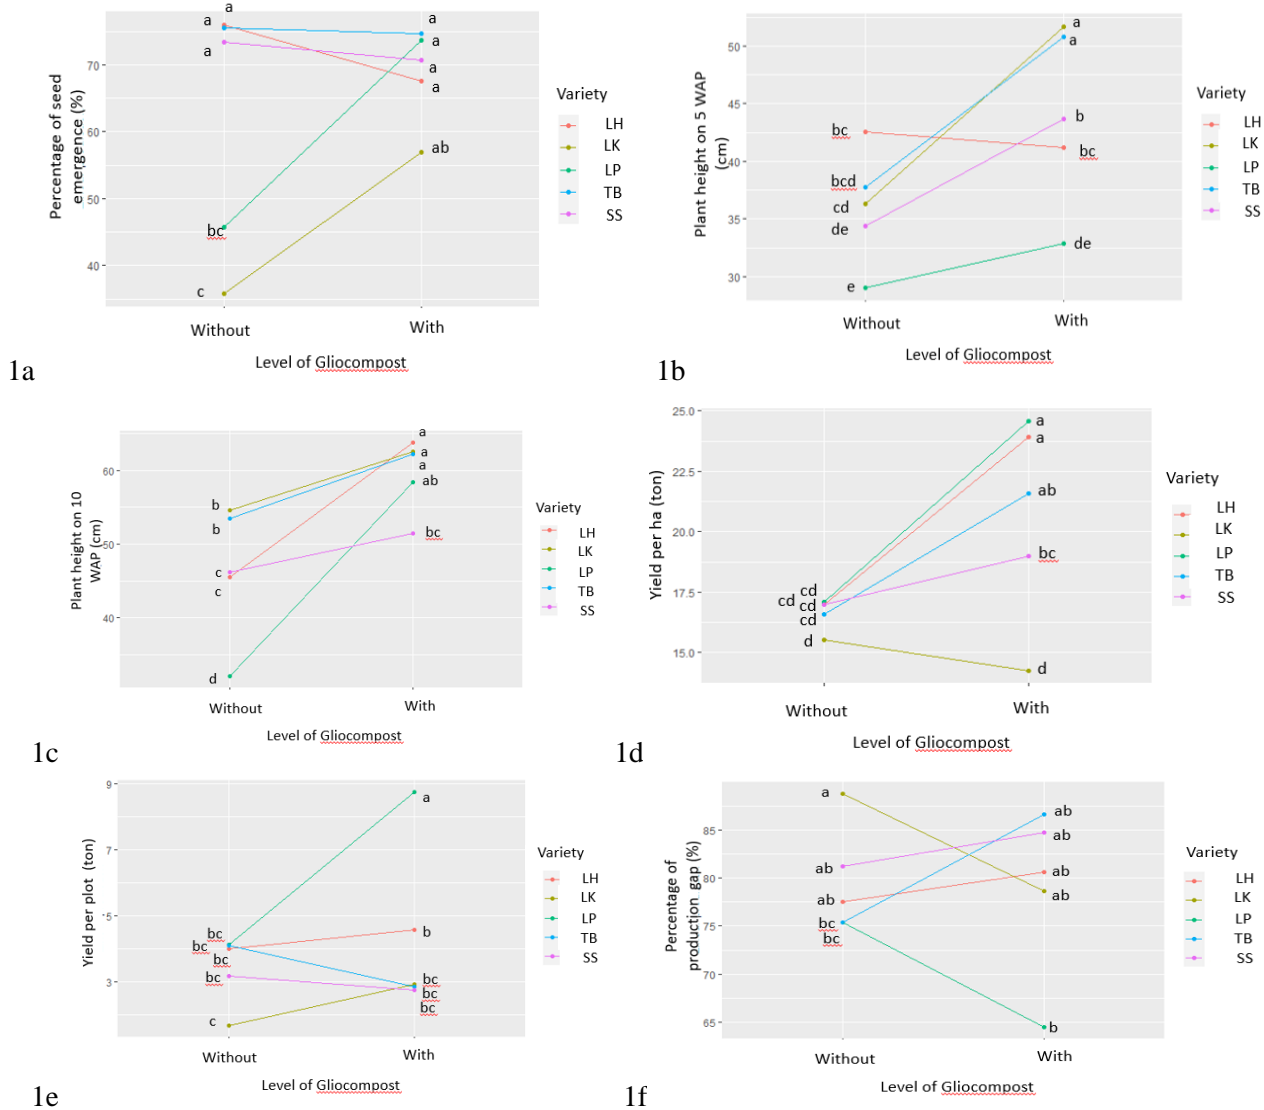 a
a
a
a
a
a
a
bc
ab
c
70
60
50
40
Percentage of seed
emergence (%)
Without
With
Level of Gliocompost
Variety
LH
LK
LP
TB
SS
1a
a
a
b
bc
bc
bcd
cd
de
de
e
50
45
40
35
30
Plant height on 5 WAP
(cm)
Without
With
Level of Gliocompost
Variety
LH
LK
LP
TB
SS
1b
a
a
a
ab
bc
b
b
c
c
d
60
50
40
Plant height on 10
WAP (cm)
Without
With
Level of Gliocompost
Variety
LH
LK
LP
TB
SS
1c
a
a
ab
bc
cd
cd
cd
cd
d
d
25.0
22.5
20.0
17.5
15.0
Yield per ha (ton)
Without
With
Level of Gliocompost
Variety
LH
LK
LP
TB
SS
1d
a
b
bc
bc
bc
bc
bc
bc
bc
c
9
7
5
3
Yield per plot (ton)
Without
With
Level of Gliocompost
Variety
LH
LK
LP
TB
SS
1e
a
ab
ab
ab
ab
ab
ab
bc
bc
b
85
80
75
70
65
Percentage of
production gap (%)
Without
With
Level of Gliocompost
Variety
LH
LK
LP
TB
SS
1f